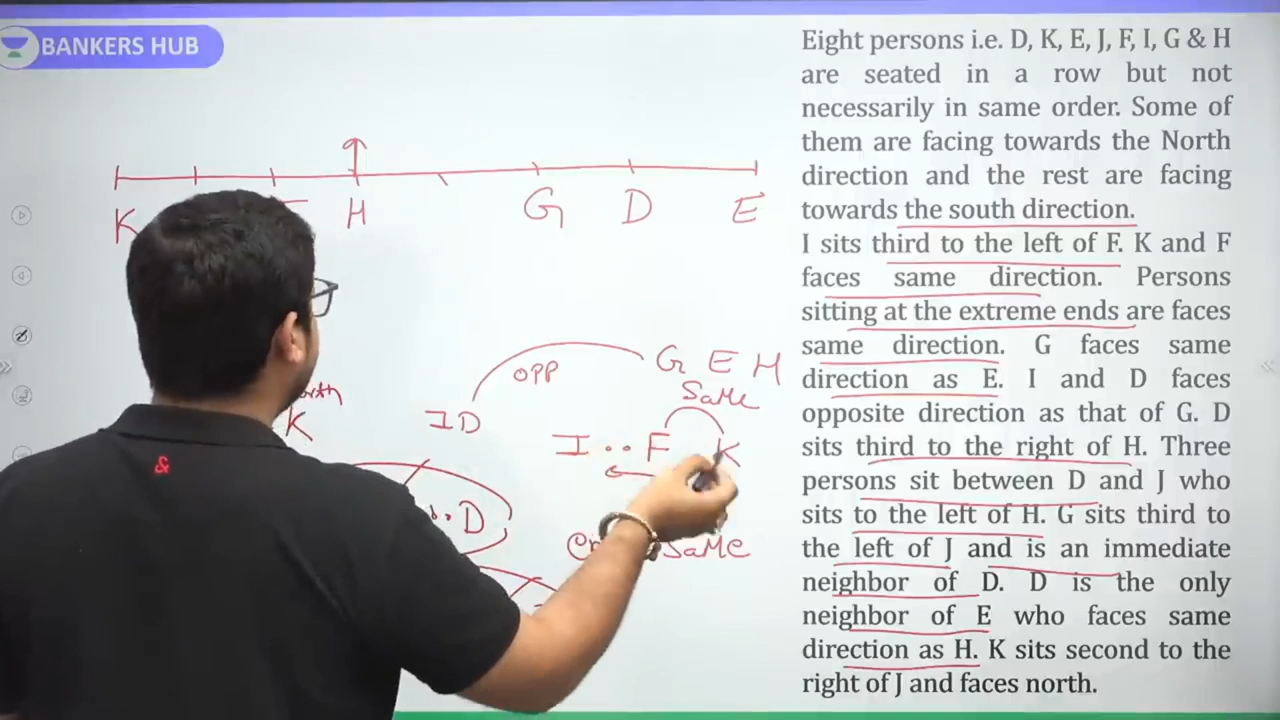 BANKERS HUB
K H G D E
OPP
G E H
SaMe
K
I D
I .. F K
D
SaMe
&
Eight persons i.e. D, K, E, J, F, I, G & H
are seated in a row but not
necessarily in same order. Some of
them are facing towards the North
direction and the rest are facing
towards the south direction.
I sits third to the left of F. K and F
faces same direction. Persons
sitting at the extreme ends are faces
same direction. G faces same
direction as E. I and D faces
opposite direction as that of G. D
sits third to the right of H. Three
persons sit between D and J who
sits to the left of H. G sits third to
the left of J and is an immediate
neighbor of D. D is the only
neighbor of E who faces same
direction as H. K sits second to the
right of J and faces north.